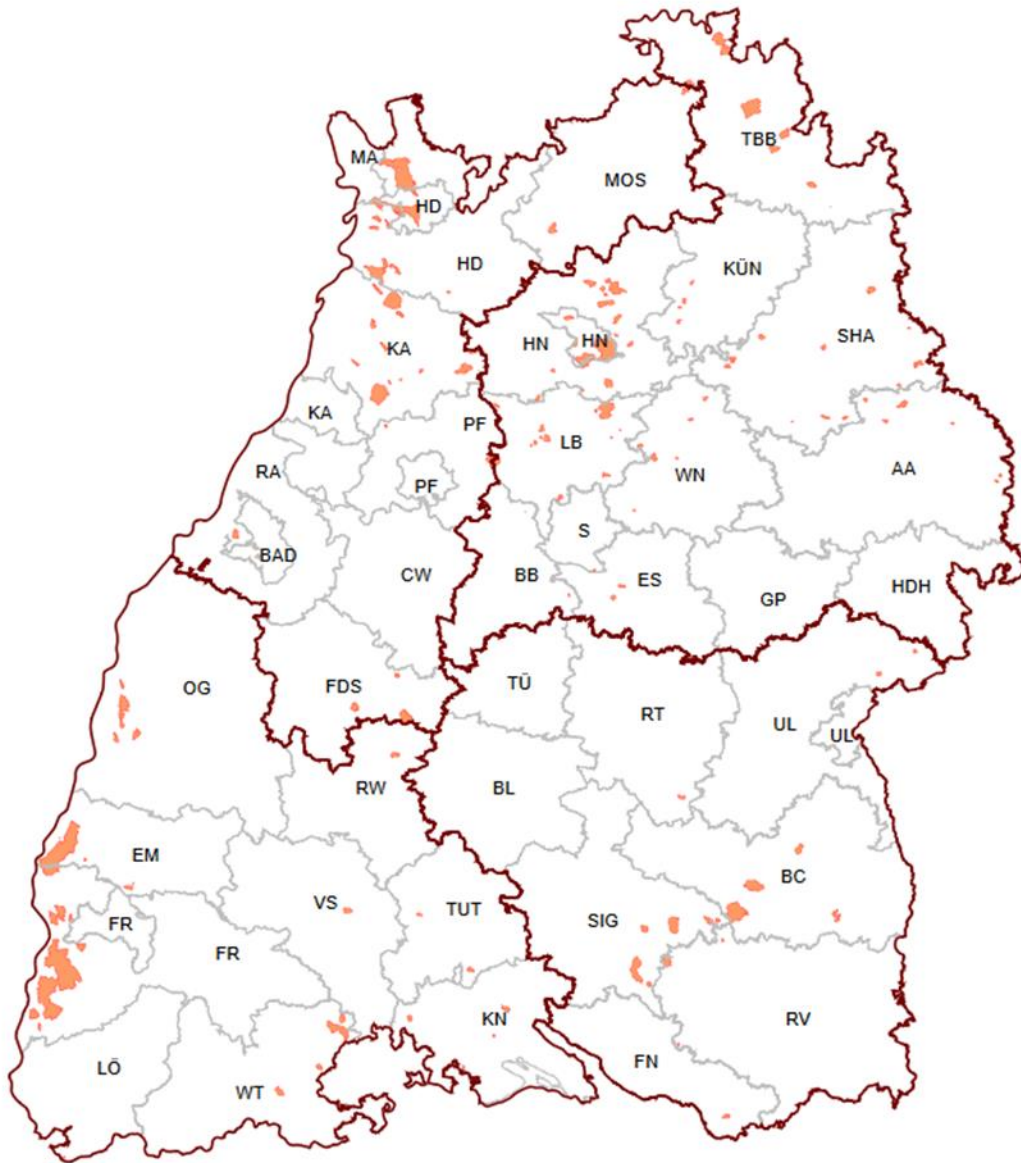 TBB
MA
MOS
HD
HD
KÜN
SHA
HN
HN
KA
KA
PF
LB
AA
RA
WN
PF
S
BAD
CW
BB
ES
GP
HDH
OG
FDS
TÜ
RT
UL
UL
RW
BL
EM
BC
VS
TUT
SIG
FR
FR
KN
RV
LÖ
FN
WT